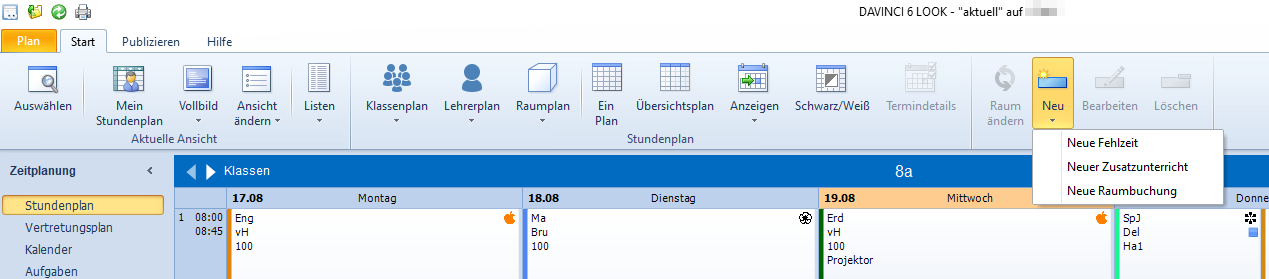 DAVINCI 6 LOOK - "aktuell" auf
Plan Start Publizieren Hilfe
Auswählen
Mein Stundenplan
Vollbild
Ansicht ändern
Listen
Aktuelle Ansicht
Klassenplan
Lehrerplan
Raumplan
Ein Plan
Übersichtsplan
Anzeigen
Schwarz/Weiß
Termindetails
Stundenplan
Raum ändern
Neu
Bearbeiten
Löschen
Neue Fehlzeit
Neuer Zusatzunterricht
Neue Raumbuchung
Zeitplanung
Stundenplan
Vertretungsplan
Kalender
Aufgaben
Klassen 8a
17.08 Montag 18.08 Dienstag 19.08 Mittwoch Donne
1 08:00
08:45
Eng
vH
100
Ma
Bru
100
Erd
vH
100
Projektor
SpJ
Del
Ha1